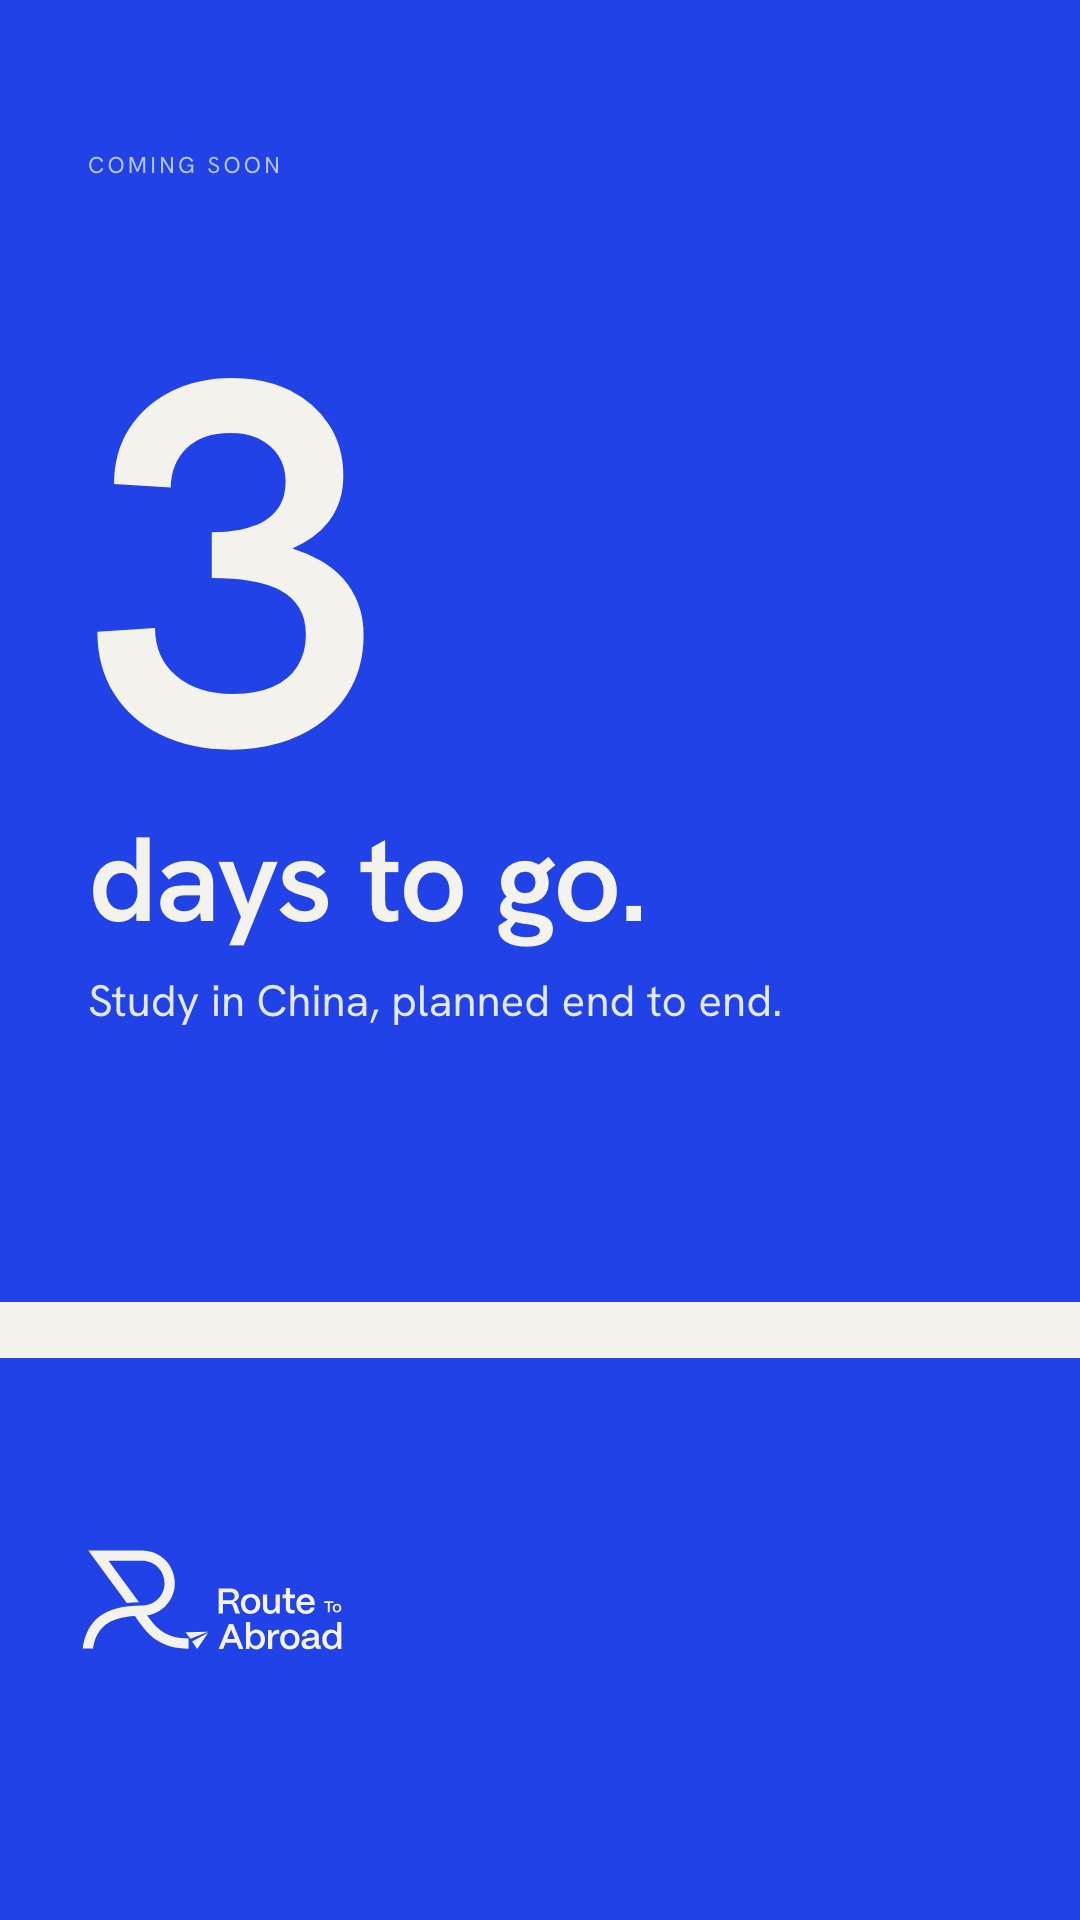 COMING SOON
3
days to go.
Study in China, planned end to end.
Route To
Abroad